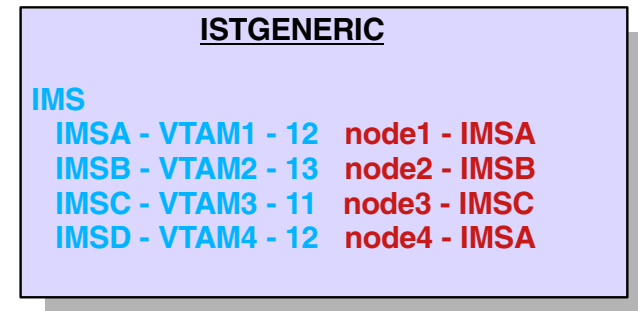 ISTGENERIC
IMS
IMSA - VTAM1 - 12 node1 - IMSA
IMSB - VTAM2 - 13 node2 - IMSB
IMSC - VTAM3 - 11 node3 - IMSC
IMSD - VTAM4 - 12 node4 - IMSA